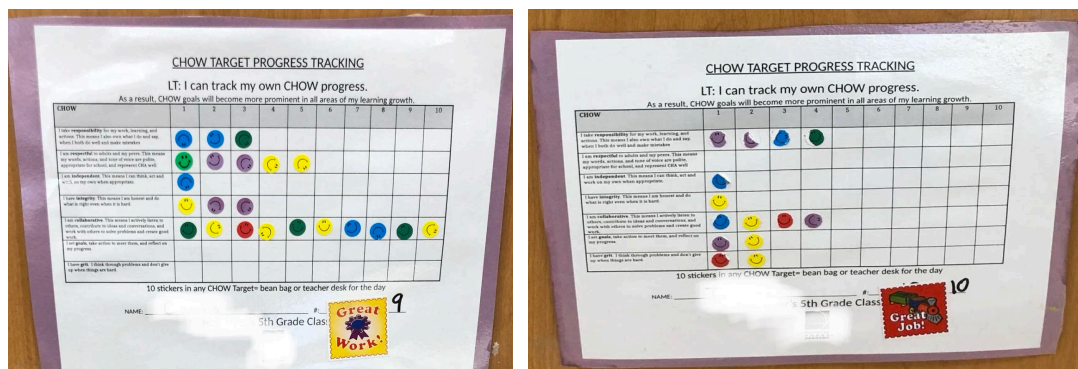 CHOW TARGET PROGRESS TRACKING
LT: I can track my own CHOW progress.
As a result, CHOW goals will become more prominent in all areas of my learning growth.
CHOW 1 2 3 4 5 6 7 8 9 10
I take responsibility for my work, learning, and
actions. This means I also own what I do and say,
when I both do well and make mistakes
I am respectful to adults and my peers. This means
my words, actions, and tone of voice are polite,
appropriate for school, and represent CBA well
I am independent. This means I can think, act and
work on my own when appropriate.
I have integrity. This means I am honest and do
what is right even when it is hard.
I am collaborative. This means I actively listen to
others, contribute to ideas and conversations, and
work with others to solve problems and create good
work.
I set goals, take action to meet them, and reflect on
my progress.
I have grit. I think through problems and don't give
up when things are hard.
10 stickers in any CHOW Target= bean bag or teacher desk for the day
NAME: #: 9
5th Grade Clas
Great
Work!
CHOW TARGET PROGRESS TRACKING
LT: I can track my own CHOW progress.
As a result, CHOW goals will become more prominent in all areas of my learning growth.
CHOW 1 2 3 4 5 6 7 8 9 10
I take responsibility for my work, learning, and
actions. This means I also own what I do and say,
when I both do well and make mistakes
I am respectful to adults and my peers. This means
my words, actions, and tone of voice are polite,
appropriate for school, and represent CBA well
I am independent. This means I can think, act and
work on my own when appropriate.
I have integrity. This means I am honest and do
what is right even when it is hard.
I am collaborative. This means I actively listen to
others, contribute to ideas and conversations, and
work with others to solve problems and create good
work.
I set goals, take action to meet them, and reflect on
my progress.
I have grit. I think through problems and don't give
up when things are hard.
10 stickers in any CHOW Target= bean bag or teacher desk for the day
NAME: #: 10
's 5th Grade Class
Great
Job!